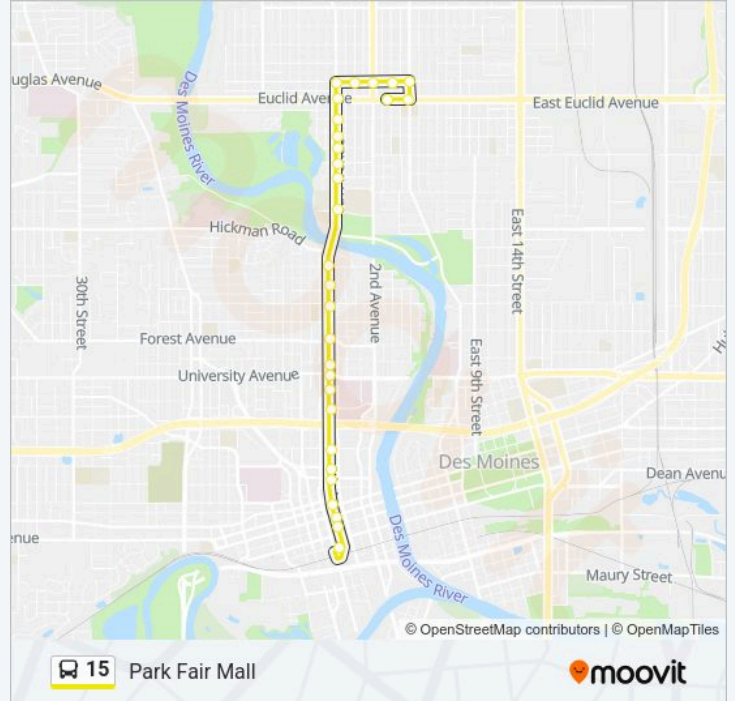 uglas Avenue
Des Moines River
Euclid Avenue
East Euclid Avenue
Hickman Road
East 14th Street
30th Street
2nd Avenue
Forest Avenue
University Avenue
East 9th Street
Des Moines
Dean Avenu
enue
Des Moines River
Maury Street
© OpenStreetMap contributors | © OpenMapTiles
15 Park Fair Mall
moovit